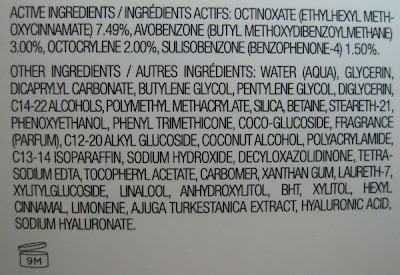 ACTIVE INGREDIENTS / INGRÉDIENTS ACTIFS: OCTINOXATE (ETHYLHEXYL METH-
OXYCINNAMATE) 7.49%, AVOBENZONE (BUTYL METHOXYDIBENZOYLMETHANE)
3.00%, OCTOCRYLENE 2.00%, SULISOBENZONE (BENZOPHENONE-4) 1.50%.
OTHER INGREDIENTS / AUTRES INGRÉDIENTS: WATER (AQUA), GLYCERIN,
DICAPRYLYL CARBONATE, BUTYLENE GLYCOL, PENTYLENE GLYCOL, DIGLYCERIN,
C14-22 ALCOHOLS, POLYMETHYL METHACRYLATE, SILICA, BETAINE, STEARETH-21,
PHENOXYETHANOL, PHENYL TRIMETHICONE, COCO-GLUCOSIDE, FRAGRANCE
(PARFUM), C12-20 ALKYL GLUCOSIDE, COCONUT ALCOHOL, POLYACRYLAMIDE,
C13-14 ISOPARAFFIN, SODIUM HYDROXIDE, DECYLOXAZOLIDINONE, TETRA-
SODIUM EDTA, TOCOPHERYL ACETATE, CARBOMER, XANTHAN GUM, LAURETH-7,
XYLITYLGLUCOSIDE, LINALOOL, ANHYDROXYLITOL, BHT, XYLITOL, HEXYL
CINNAMAL, LIMONENE, AJUGA TURKESTANICA EXTRACT, HYALURONIC ACID,
SODIUM HYALURONATE.
9M